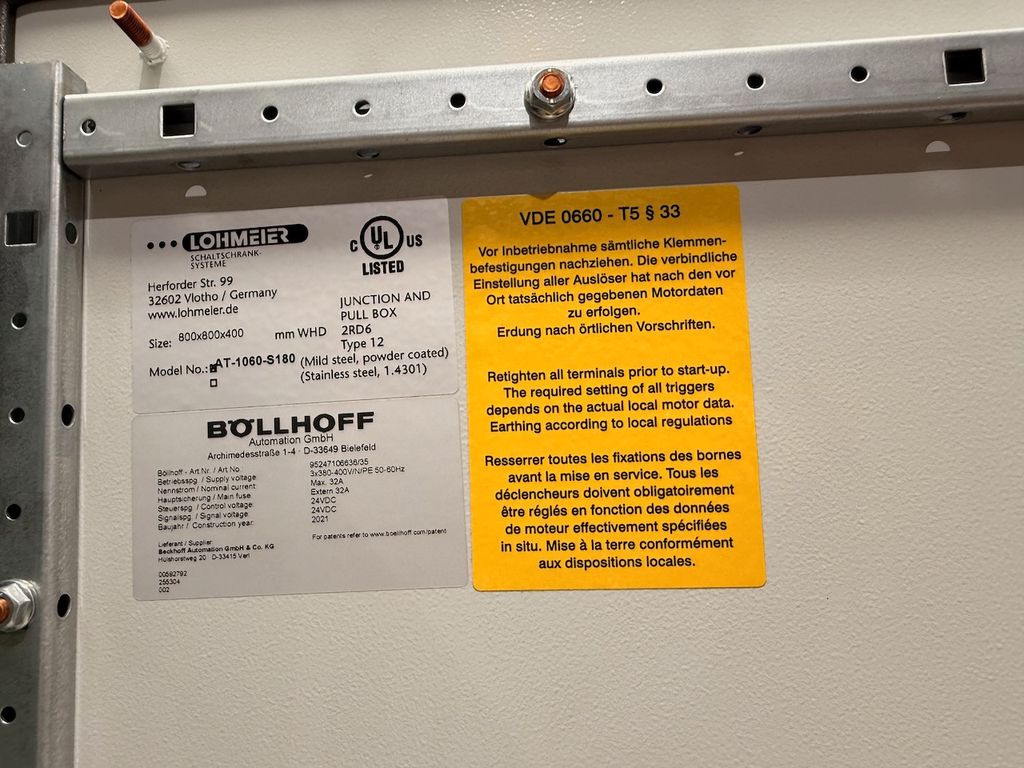 LOHMEIER
SCHALTSCHRANK-
SYSTEME
C UL US
LISTED
Herforder Str. 99
32602 Vlotho / Germany
www.lohmeier.de
JUNCTION AND
PULL BOX
2RD6
Type 12
Size: 800x800x400 mm WHD
Model No.: AT-1060-S180 (Mild steel, powder coated)
(Stainless steel, 1.4301)
BÖLLHOFF
Automation GmbH
Archimedesstraße 1-4 · D-33649 Bielefeld
Böllhoff - Art Nr. / Art No. 95247106636/35
Betriebsspg. / Supply voltage: 3x380-400V/N/PE 50-60Hz
Nennstrom / Nominal current: Max. 32A
Hauptsicherung / Main fuse: Extern 32A
Steuerspg. / Control voltage: 24VDC
Signalspg. / Signal voltage: 24VDC
Baujahr / Construction year: 2021
For patents refer to www.boellhoff.com/patent
Lieferant / Supplier
Beckhoff Automation GmbH & Co. KG
Hülshorstweg 20 D-33415 Verl
00592792
255304
002
VDE 0660 - T5 § 33
Vor Inbetriebnahme sämtliche Klemmen-
befestigungen nachziehen. Die verbindliche
Einstellung aller Auslöser hat nach den vor
Ort tatsächlich gegebenen Motordaten
zu erfolgen.
Erdung nach örtlichen Vorschriften.
Retighten all terminals prior to start-up.
The required setting of all triggers
depends on the actual local motor data.
Earthing according to local regulations
Resserrer toutes les fixations des bornes
avant la mise en service. Tous les
déclencheurs doivent obligatoirement
être réglés en fonction des données
de moteur effectivement spécifiées
in situ. Mise à la terre conformément
aux dispositions locales.